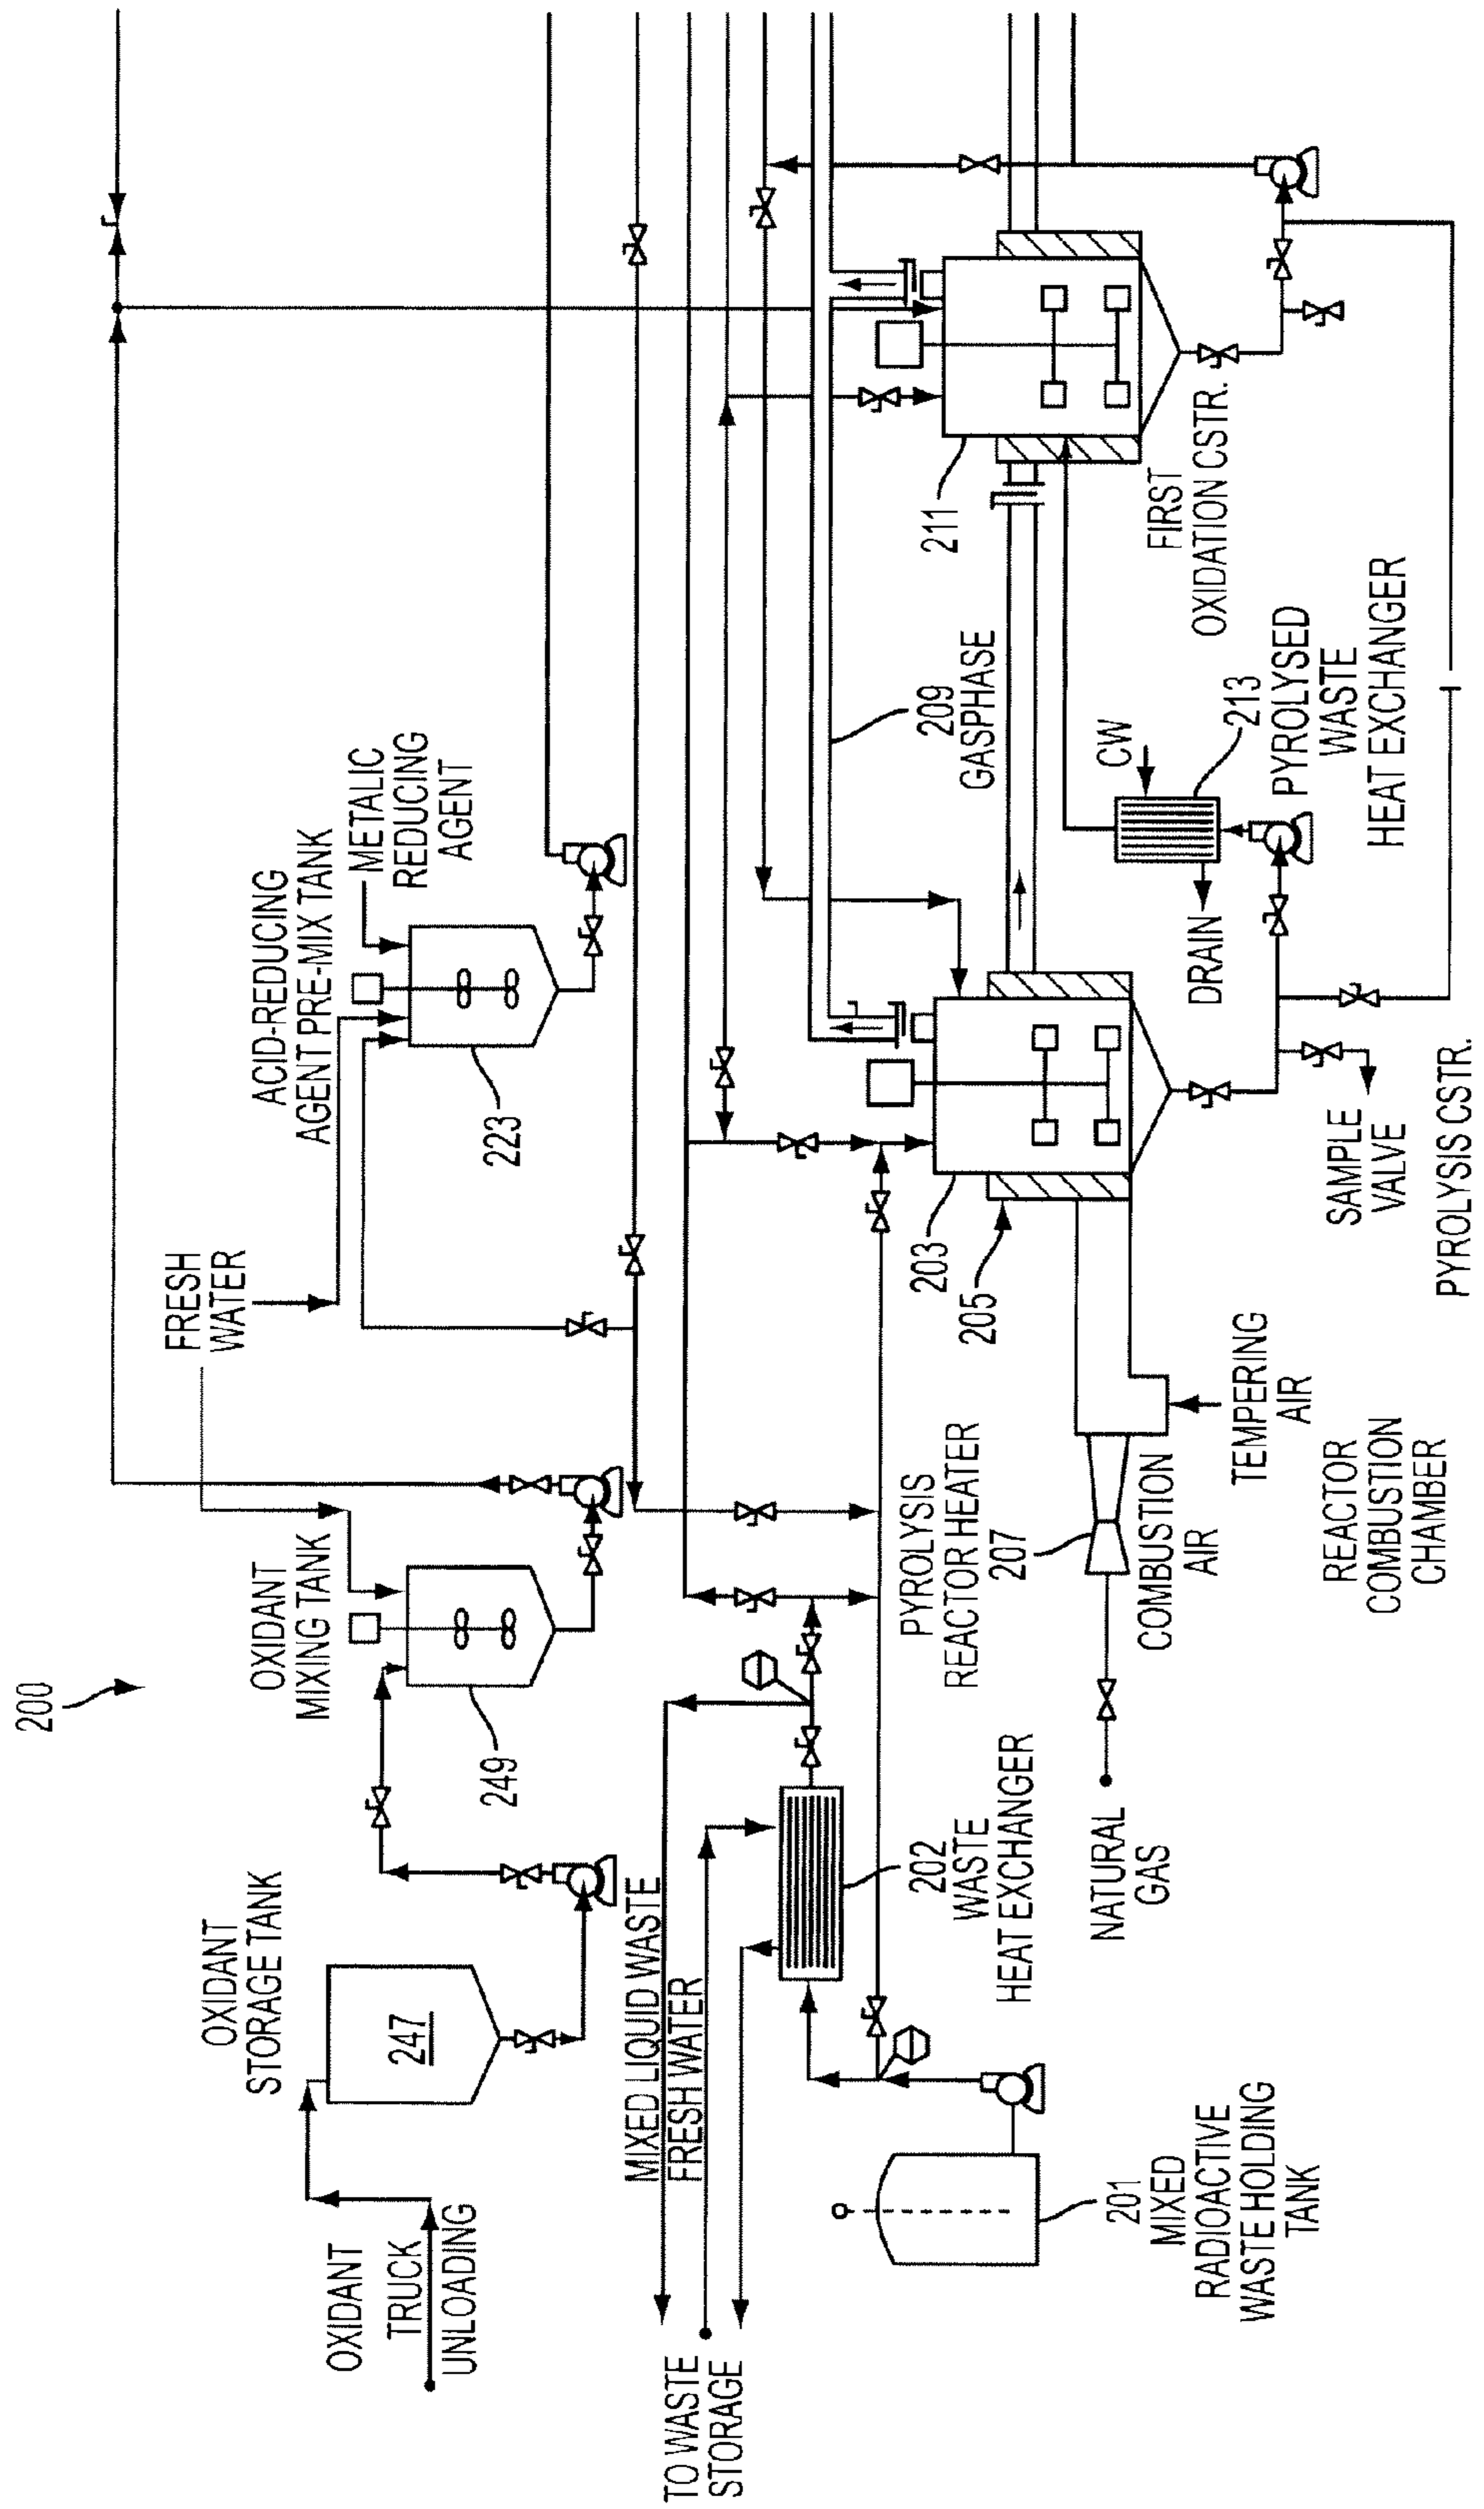 200
OXIDANT
TRUCK
UNLOADING
OXIDANT
STORAGE TANK
247
OXIDANT
MIXING TANK
249
FRESH
WATER
ACID-REDUCING
AGENT PRE-MIX TANK
223
METALIC
REDUCING
AGENT
TO WASTE
STORAGE
MIXED LIQUID WASTE
FRESH WATER
202
WASTE
HEAT EXCHANGER
201
MIXED
RADIOACTIVE
WASTE HOLDING
TANK
NATURAL
GAS
PYROLYSIS
REACTOR HEATER
207
COMBUSTION
AIR
TEMPERING
AIR
REACTOR
COMBUSTION
CHAMBER
203
205
SAMPLE
VALVE
PYROLYSIS CSTR.
209
GASPHASE
DRAIN
CW
213
PYROLYSED
WASTE
HEAT EXCHANGER
211
FIRST
OXIDATION CSTR.